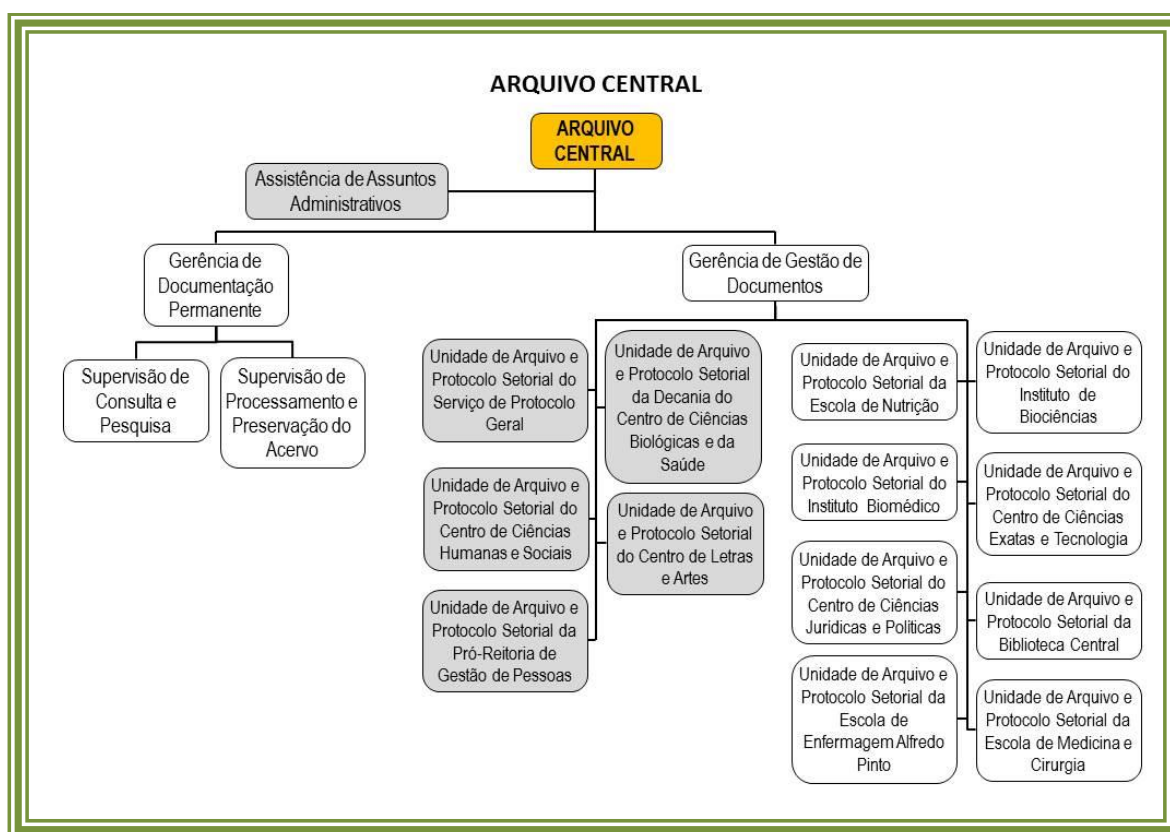 ARQUIVO CENTRAL
ARQUIVO
CENTRAL
Assistência de Assuntos
Administrativos
Gerência de
Documentação
Permanente
Gerência de Gestão de
Documentos
Supervisão de
Consulta e
Pesquisa
Supervisão de
Processamento e
Preservação do
Acervo
Unidade de Arquivo e
Protocolo Setorial do
Serviço de Protocolo
Geral
Unidade de Arquivo
e Protocolo Setorial
da Decania do
Centro de Ciências
Biológicas e da
Saúde
Unidade de Arquivo e
Protocolo Setorial do
Centro de Ciências
Humanas e Sociais
Unidade de Arquivo
e Protocolo Setorial
do Centro de Letras
e Artes
Unidade de Arquivo e
Protocolo Setorial da
Pró-Reitoria de
Gestão de Pessoas
Unidade de Arquivo e
Protocolo Setorial da
Escola de Nutrição
Unidade de Arquivo e
Protocolo Setorial do
Instituto de
Biociências
Unidade de Arquivo e
Protocolo Setorial do
Instituto Biomédico
Unidade de Arquivo e
Protocolo Setorial do
Centro de Ciências
Exatas e Tecnologia
Unidade de Arquivo e
Protocolo Setorial do
Centro de Ciências
Jurídicas e Políticas
Unidade de Arquivo e
Protocolo Setorial da
Biblioteca Central
Unidade de Arquivo e
Protocolo Setorial da
Escola de
Enfermagem Alfredo
Pinto
Unidade de Arquivo e
Protocolo Setorial da
Escola de Medicina e
Cirurgia